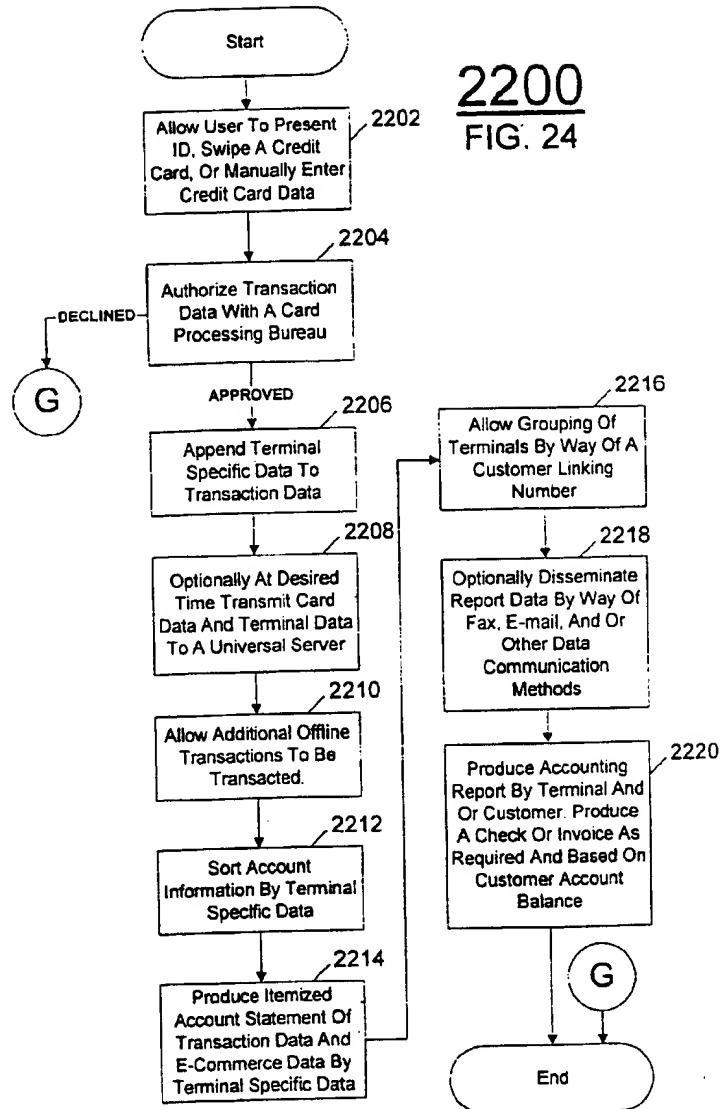 Start
2200
FIG. 24
2202
Allow User To Present
ID, Swipe A Credit
Card, Or Manually Enter
Credit Card Data
2204
Authorize Transaction
Data With A Card
Processing Bureau
DECLINED
G
APPROVED
2206
Append Terminal
Specific Data To
Transaction Data
2208
Optionally At Desired
Time Transmit Card
Data And Terminal Data
To A Universal Server
2210
Allow Additional Offline
Transactions To Be
Transacted.
2212
Sort Account
Information By Terminal
Specific Data
2214
Produce Itemized
Account Statement Of
Transaction Data And
E-Commerce Data By
Terminal Specific Data
2216
Allow Grouping Of
Terminals By Way Of A
Customer Linking
Number
2218
Optionally Disseminate
Report Data By Way Of
Fax, E-mail, And Or
Other Data
Communication
Methods
2220
Produce Accounting
Report By Terminal And
Or Customer. Produce
A Check Or Invoice As
Required And Based On
Customer Account
Balance
G
End